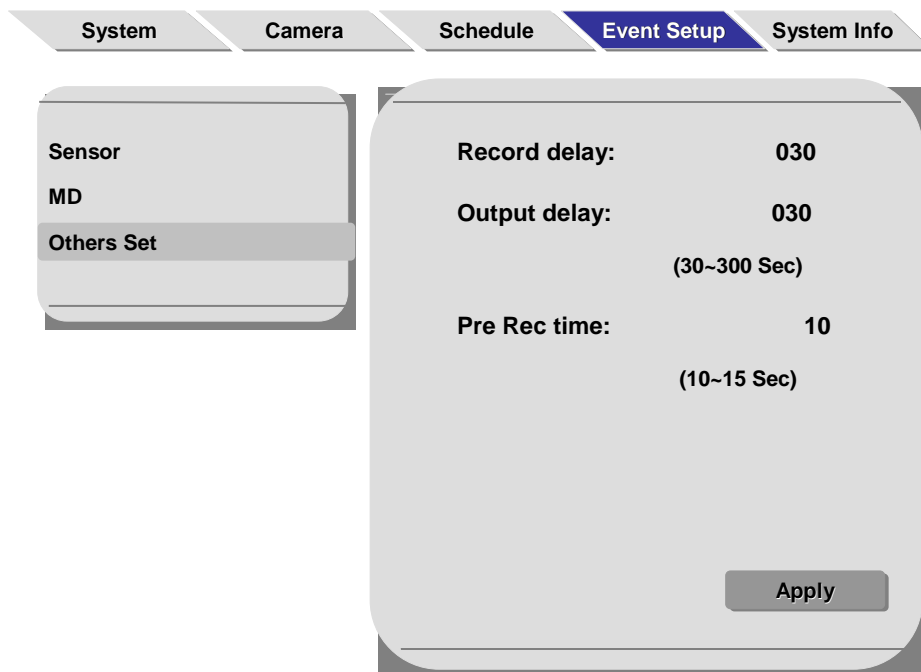 System Camera Schedule Event Setup System Info
Sensor
MD
Others Set
Record delay: 030
Output delay: 030
(30~300 Sec)
Pre Rec time: 10
(10~15 Sec)
Apply